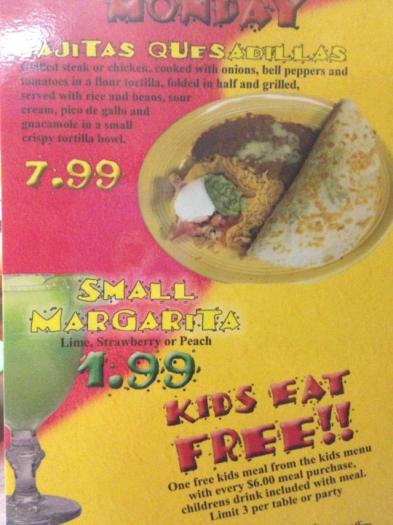 MONDAY
FAJITAS QUESADILLAS
Grilled steak or chicken, cooked with onions, bell peppers and
tomatoes in a flour tortilla, folded in half and grilled,
served with rice and beans, sour
cream, pico de gallo and
guacamole in a small
crispy tortilla bowl.
7.99
SMALL
MARGARITA
Lime, Strawberry or Peach
1.99
KIDS EAT
FREE!!
One free kids meal from the kids menu
with every $6.00 meal purchase,
childrens drink included with meal.
Limit 3 per table or party